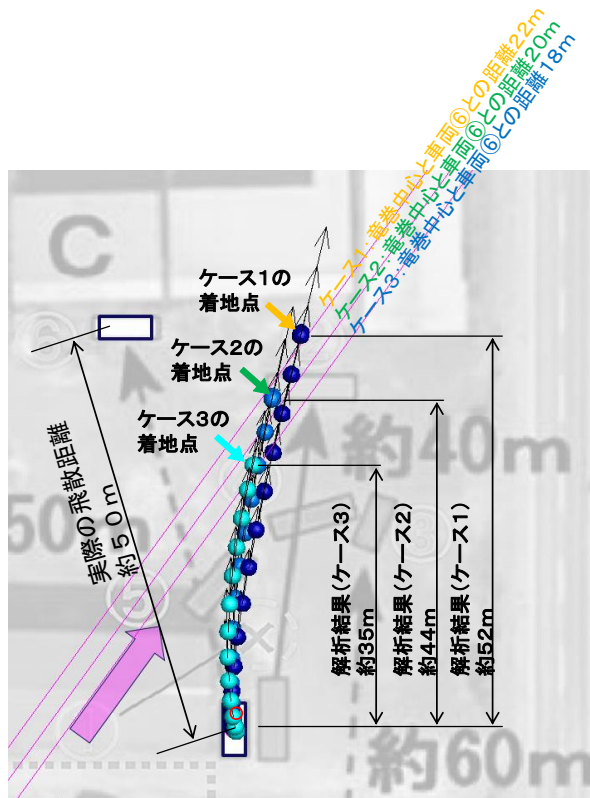 ケース1：竜巻中心と車両⑥との距離22m
ケース2：竜巻中心と車両⑥との距離20m
ケース3：竜巻中心と車両⑥との距離18m
C
ケース1の
着地点
⑥
ケース2の
着地点
ケース3の
着地点
約40m
実際の飛散距離
約50m
50m
⑤
解析結果（ケース3）
約35m
解析結果（ケース2）
約44m
解析結果（ケース1）
約52m
約60m